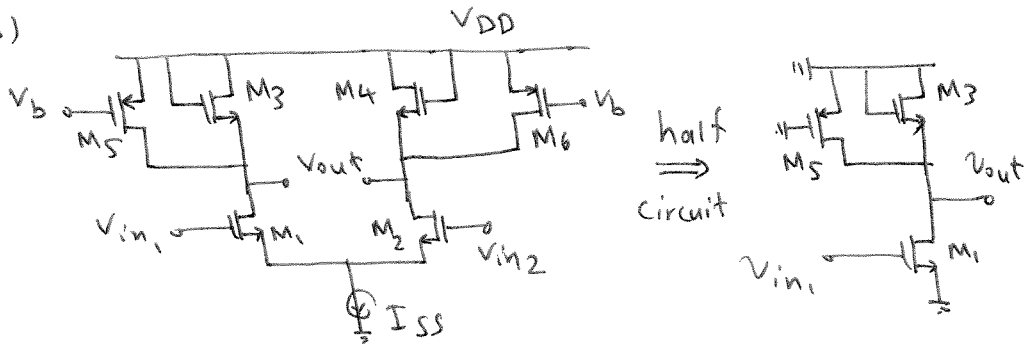 a)
VDD
Vb
M3
M4
Vb
M5
M6
half
M3
M5
Vout
Vout
circuit
Vin1
M1
M2
Vin2
M1
Vin1
ISS